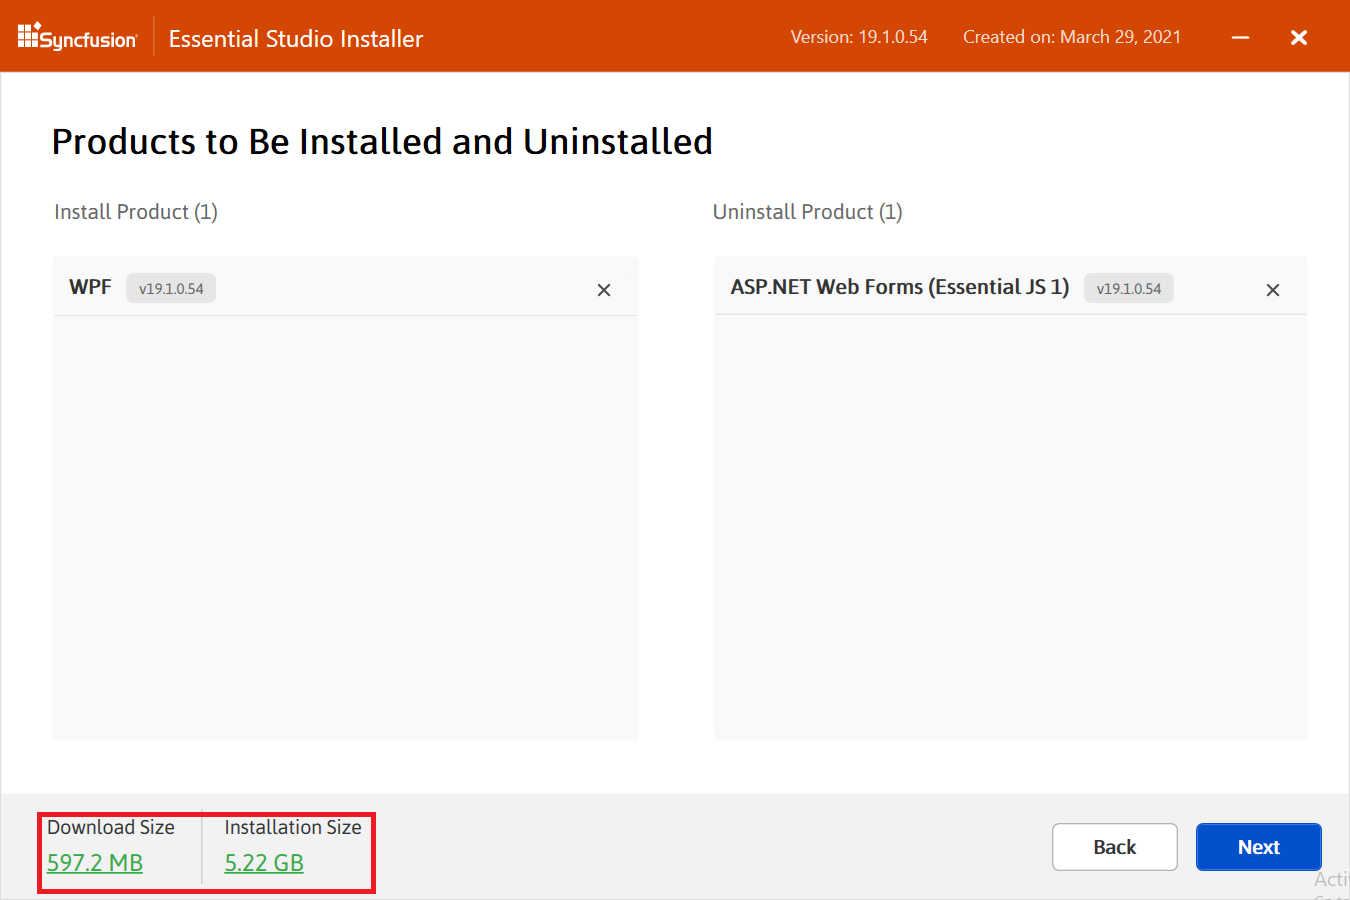 Syncfusion
Essential Studio Installer
Version: 19.1.0.54
Created on: March 29, 2021
Products to Be Installed and Uninstalled
Install Product (1)
Uninstall Product (1)
WPF
v19.1.0.54
ASP.NET Web Forms (Essential JS 1)
v19.1.0.54
Download Size
Installation Size
597.2 MB
5.22 GB
Back
Next
Acti